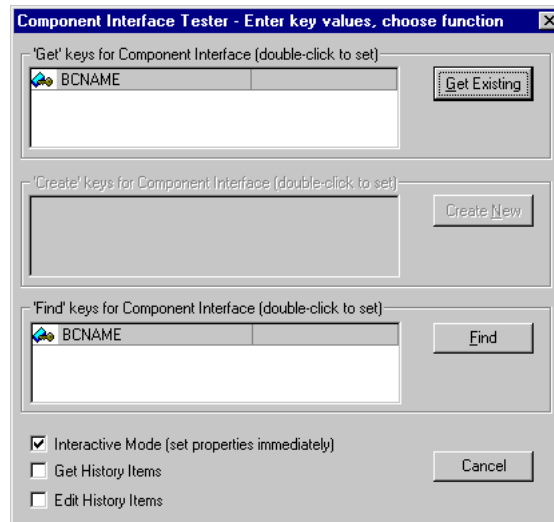 Component Interface Tester - Enter key values, choose function
'Get' keys for Component Interface (double-click to set)
BCNAME
Get Existing
'Create' keys for Component Interface (double-click to set)
Create New
'Find' keys for Component Interface (double-click to set)
BCNAME
Find
Interactive Mode (set properties immediately)
Get History Items
Cancel
Edit History Items